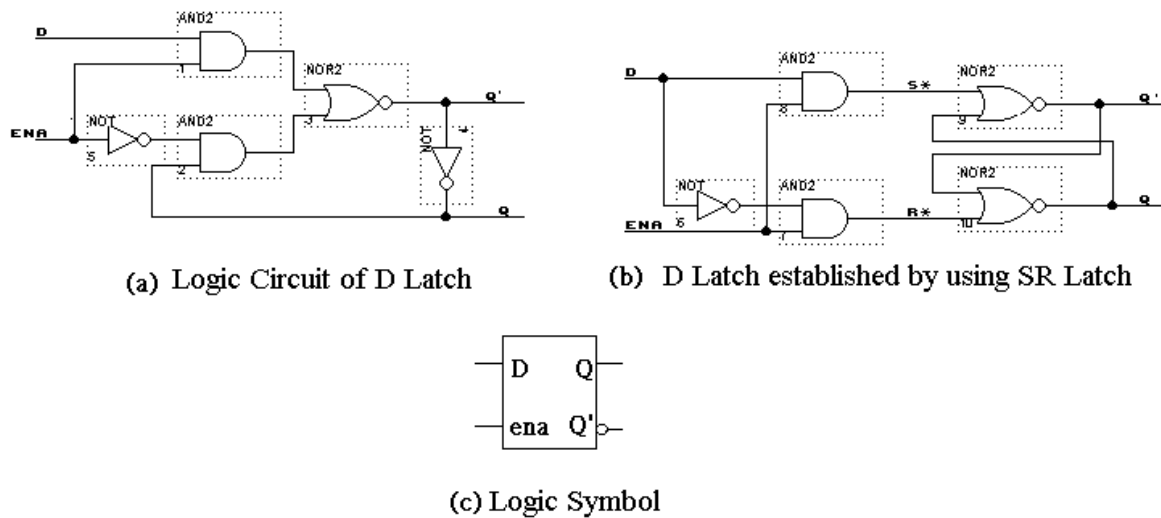 AND2
D
1
NOR2
Q'
3
ENA
NOT
5
AND2
2
NOT
4
Q
(a) Logic Circuit of D Latch
D
AND2
8
S*
NOR2
9
Q'
NOT
6
AND2
7
ENA
R*
NOR2
10
Q
(b) D Latch established by using SR Latch
D Q
ena Q'
(c) Logic Symbol